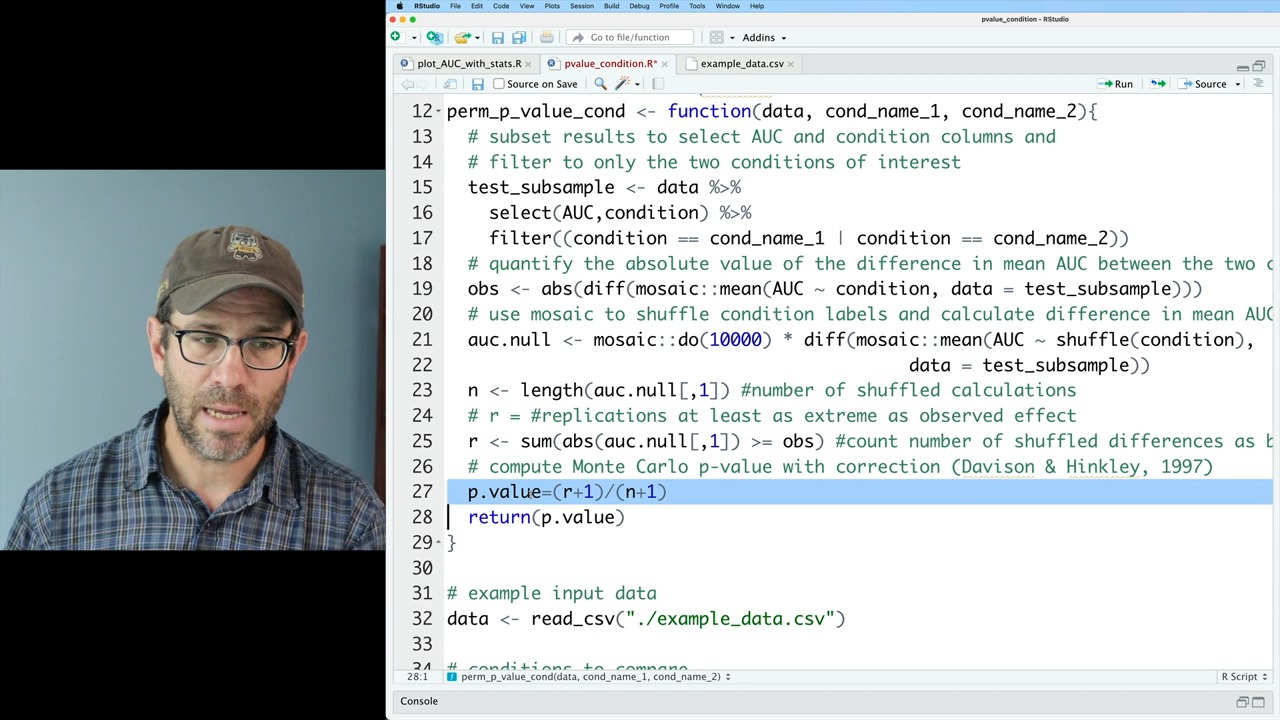 RStudio File Edit Code View Plots Session Build Debug Profile Tools Window Help
pvalue_condition - RStudio
Go to file/function Addins
plot_AUC_with_stats.R pvalue_condition.R* example_data.csv
Source on Save Run Source
12 perm_p_value_cond <- function(data, cond_name_1, cond_name_2){
13 # subset results to select AUC and condition columns and
14 # filter to only the two conditions of interest
15 test_subsample <- data %>%
16 select(AUC,condition) %>%
17 filter((condition == cond_name_1 | condition == cond_name_2))
18 # quantify the absolute value of the difference in mean AUC between the two c
19 obs <- abs(diff(mosaic::mean(AUC ~ condition, data = test_subsample)))
20 # use mosaic to shuffle condition labels and calculate difference in mean AUC
21 auc.null <- mosaic::do(10000) * diff(mosaic::mean(AUC ~ shuffle(condition),
22 data = test_subsample))
23 n <- length(auc.null[,1]) #number of shuffled calculations
24 # r = #replications at least as extreme as observed effect
25 r <- sum(abs(auc.null[,1]) >= obs) #count number of shuffled differences as b
26 # compute Monte Carlo p-value with correction (Davison & Hinkley, 1997)
27 p.value=(r+1)/(n+1)
28 return(p.value)
29 }
30
31 # example input data
32 data <- read_csv("./example_data.csv")
33
34 # conditions to compare
28:1 perm_p_value_cond(data, cond_name_1, cond_name_2) R Script
Console